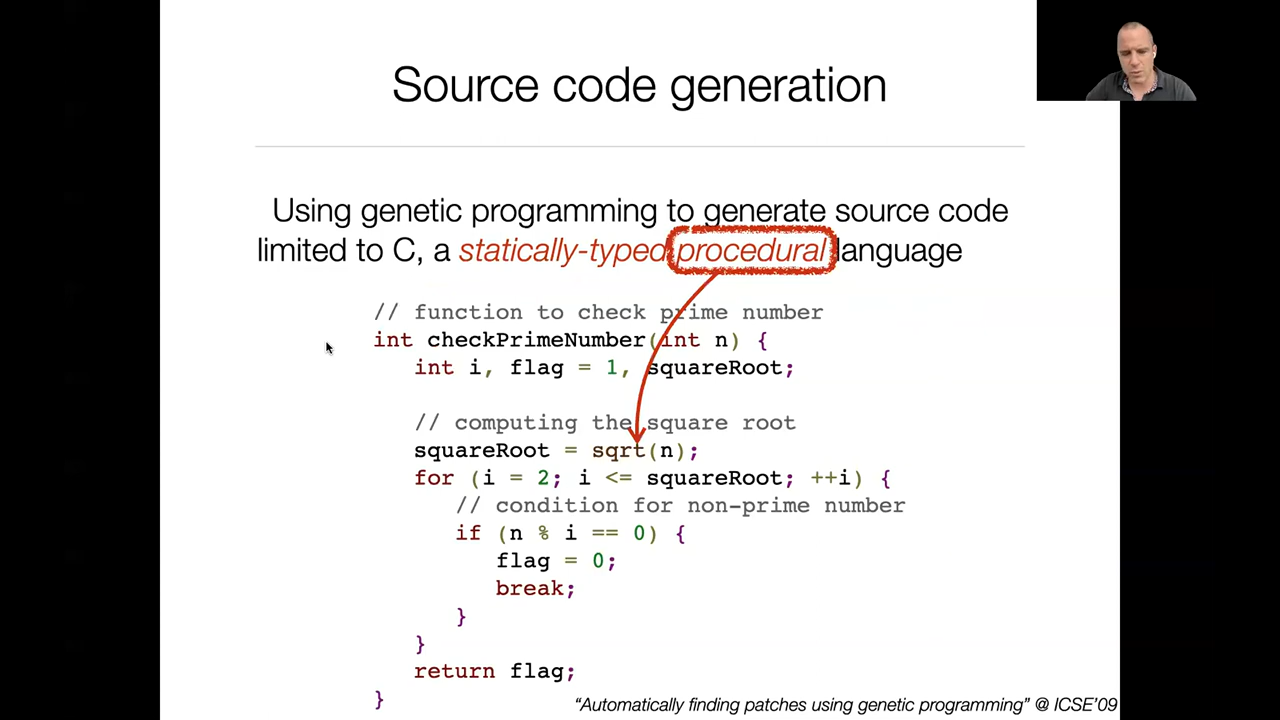 Source code generation
Using genetic programming to generate source code
limited to C, a statically-typed procedural language
// function to check prime number
int checkPrimeNumber(int n) {
int i, flag = 1, squareRoot;
// computing the square root
squareRoot = sqrt(n);
for (i = 2; i <= squareRoot; ++i) {
// condition for non-prime number
if (n % i == 0) {
flag = 0;
break;
}
}
return flag;
}
“Automatically finding patches using genetic programming” @ ICSE’09